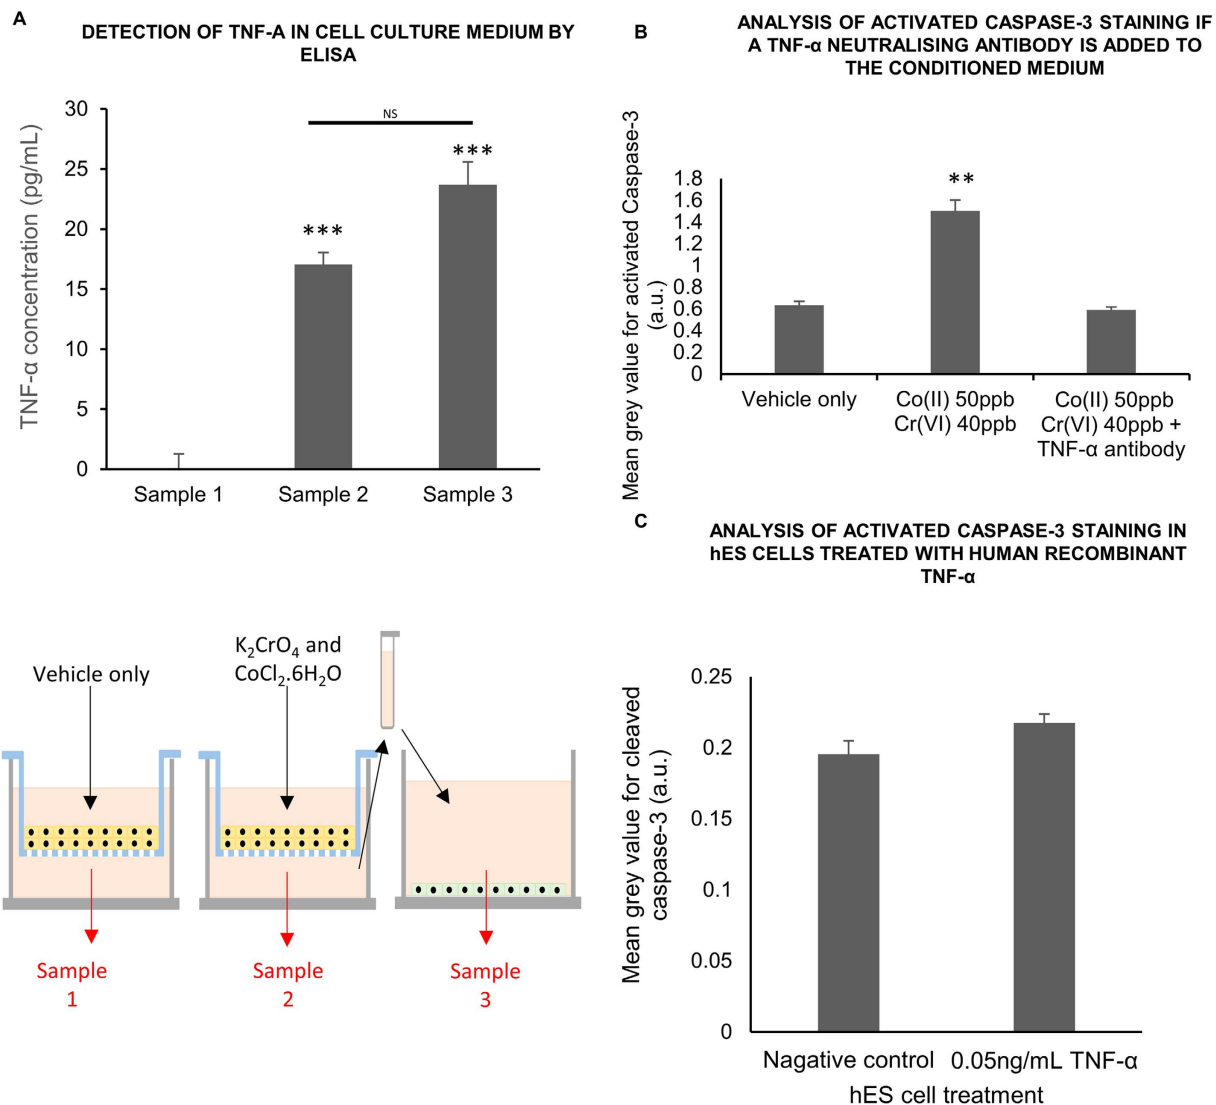 A
DETECTION OF TNF-A IN CELL CULTURE MEDIUM BY
ELISA
TNF-α concentration (pg/mL)
30
25
20
15
10
5
0
NS
***
***
Sample 1
Sample 2
Sample 3
Vehicle only
K₂CrO₄ and
CoCl₂.6H₂O
Sample
1
Sample
2
Sample
3
B
ANALYSIS OF ACTIVATED CASPASE-3 STAINING IF
A TNF-α NEUTRALISING ANTIBODY IS ADDED TO
THE CONDITIONED MEDIUM
Mean grey value for activated Caspase-3
(a.u.)
1.8
1.6
1.4
1.2
1
0.8
0.6
0.4
0.2
0
**
Vehicle only
Co(II) 50ppb
Cr(VI) 40ppb
Co(II) 50ppb
Cr(VI) 40ppb +
TNF-α antibody
C
ANALYSIS OF ACTIVATED CASPASE-3 STAINING IN
hES CELLS TREATED WITH HUMAN RECOMBINANT
TNF-α
Mean grey value for cleaved
caspase-3 (a.u.)
0.25
0.2
0.15
0.1
0.05
0
Nagative control
0.05ng/mL TNF-α
hES cell treatment